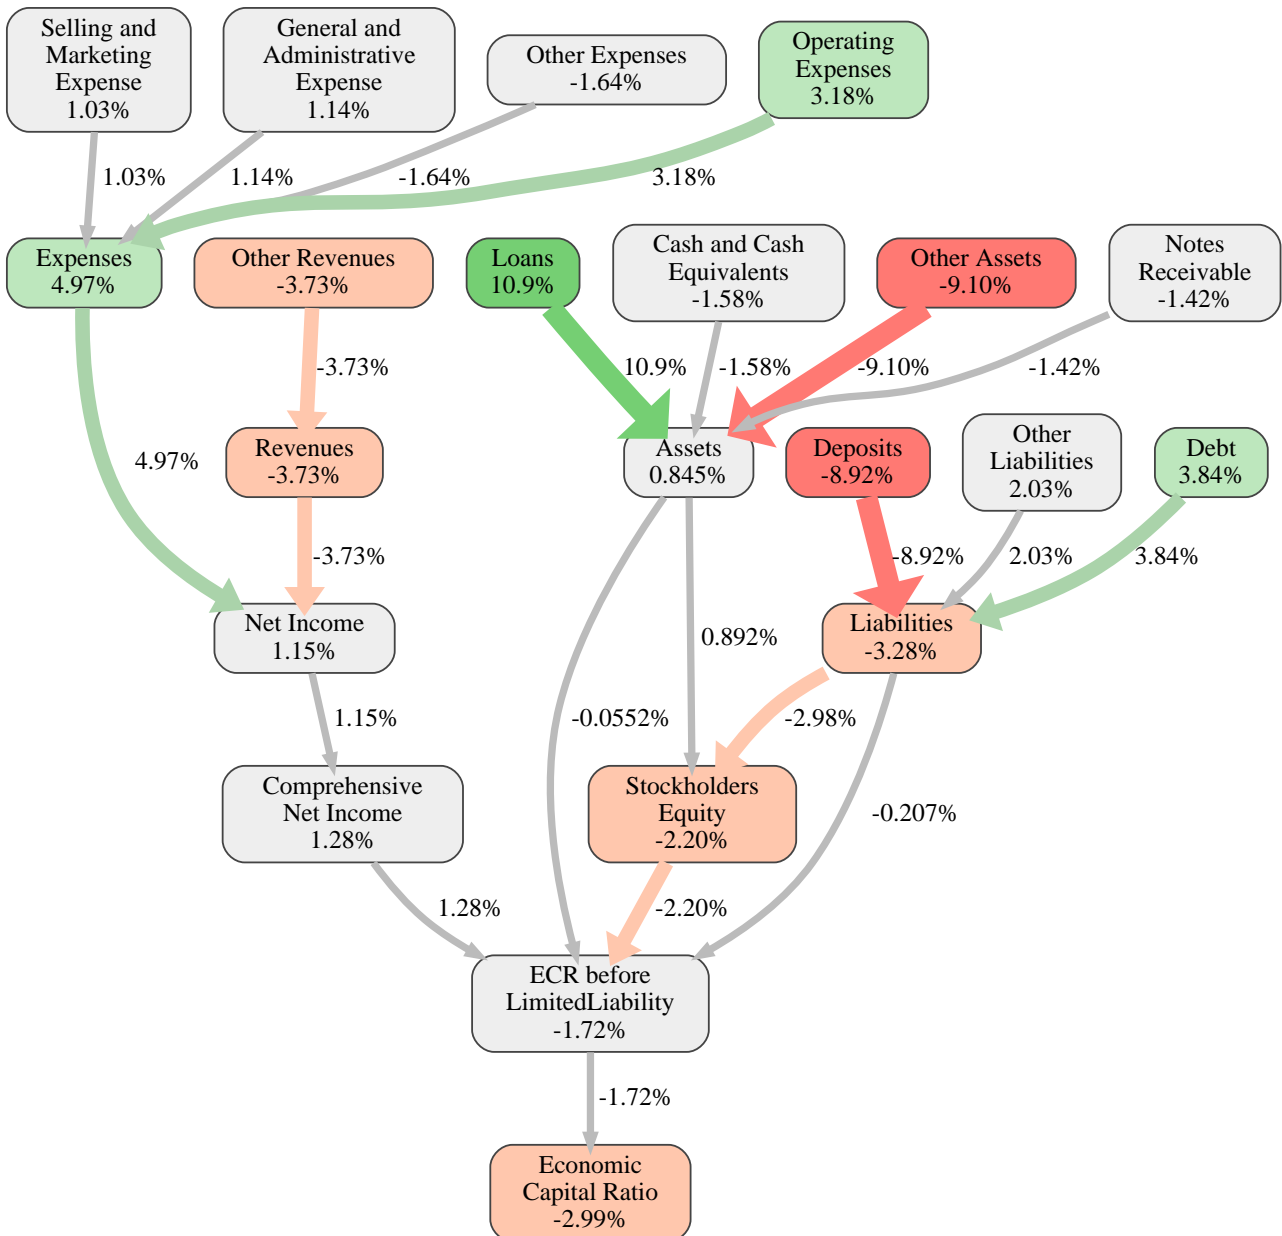 Selling and
Marketing
Expense
1.03%
General and
Administrative
Expense
1.14%
Other Expenses
-1.64%
Operating
Expenses
3.18%
1.03%
1.14%
-1.64%
3.18%
Expenses
4.97%
Other Revenues
-3.73%
Loans
10.9%
Cash and Cash
Equivalents
-1.58%
Other Assets
-9.10%
Notes
Receivable
-1.42%
-3.73%
10.9%
-1.58%
-9.10%
-1.42%
4.97%
Revenues
-3.73%
Assets
0.845%
Deposits
-8.92%
Other
Liabilities
2.03%
Debt
3.84%
-3.73%
-8.92%
2.03%
3.84%
Net Income
1.15%
0.892%
Liabilities
-3.28%
1.15%
-0.0552%
-2.98%
Comprehensive
Net Income
1.28%
Stockholders
Equity
-2.20%
-0.207%
1.28%
-2.20%
ECR before
LimitedLiability
-1.72%
-1.72%
Economic
Capital Ratio
-2.99%